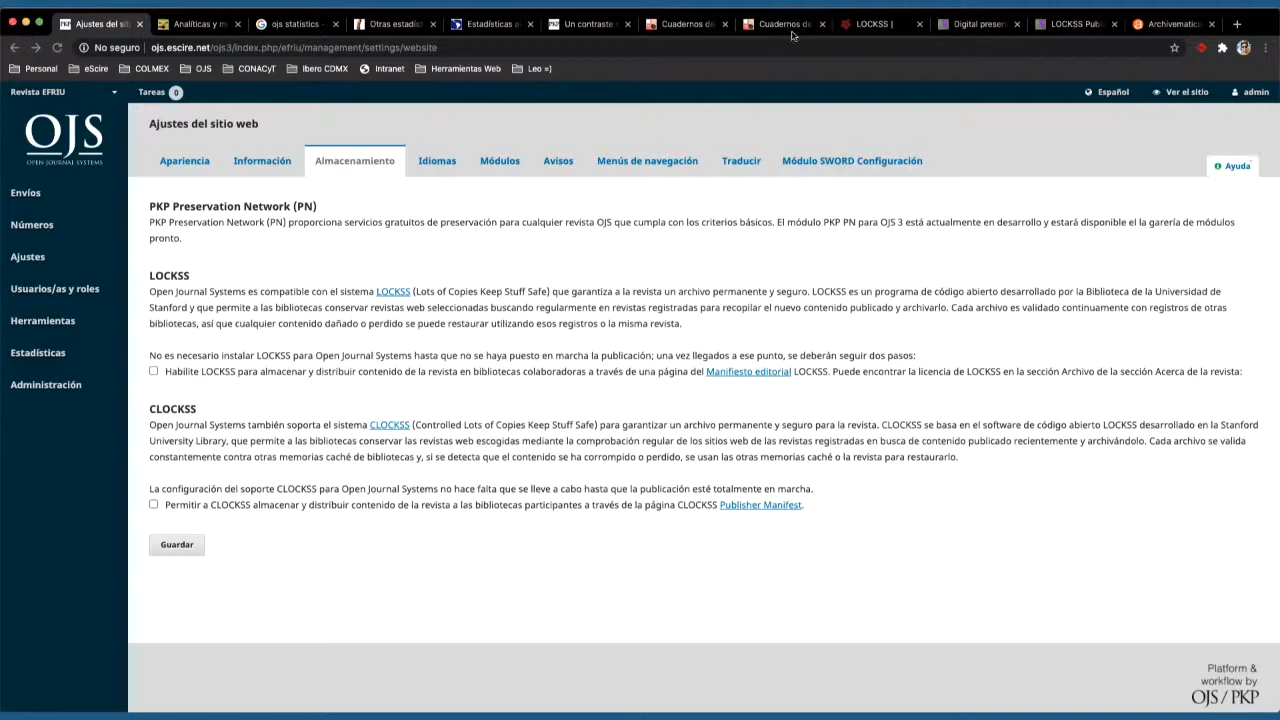 Ajustes del sit
Analíticas y m
ojs statistics -
Otras estadíst
Estadísticas a
Un contraste
Cuadernos de
Cuadernos de
LOCKSS |
Digital preser
LOCKSS Publ
Archivematica
No seguro | ojs.escire.net/ojs3/index.php/efriu/management/settings/website
Personal eScire COLMEX OJS CONACyT Ibero CDMX Intranet Herramientas Web Leo =)
Revista EFRIU Tareas 0 Español Ver el sitio admin
OJS
OPEN JOURNAL SYSTEMS
Envíos
Números
Ajustes
Usuarios/as y roles
Herramientas
Estadísticas
Administración
Ajustes del sitio web
Apariencia Información Almacenamiento Idiomas Módulos Avisos Menús de navegación Traducir Módulo SWORD Configuración
Ayuda
PKP Preservation Network (PN)
PKP Preservation Network (PN) proporciona servicios gratuitos de preservación para cualquier revista OJS que cumpla con los criterios básicos. El módulo PKP PN para OJS 3 está actualmente en desarrollo y estará disponible el la garería de módulos
pronto.
LOCKSS
Open Journal Systems es compatible con el sistema LOCKSS (Lots of Copies Keep Stuff Safe) que garantiza a la revista un archivo permanente y seguro. LOCKSS es un programa de código abierto desarrollado por la Biblioteca de la Universidad de
Stanford y que permite a las bibliotecas conservar revistas web seleccionadas buscando regularmente en revistas registradas para recopilar el nuevo contenido publicado y archivarlo. Cada archivo es validado continuamente con registros de otras
bibliotecas, así que cualquier contenido dañado o perdido se puede restaurar utilizando esos registros o la misma revista.
No es necesario instalar LOCKSS para Open Journal Systems hasta que no se haya puesto en marcha la publicación; una vez llegados a ese punto, se deberán seguir dos pasos:
Habilite LOCKSS para almacenar y distribuir contenido de la revista en bibliotecas colaboradoras a través de una página del Manifiesto editorial LOCKSS. Puede encontrar la licencia de LOCKSS en la sección Archivo de la sección Acerca de la revista:
CLOCKSS
Open Journal Systems también soporta el sistema CLOCKSS (Controlled Lots of Copies Keep Stuff Safe) para garantizar un archivo permanente y seguro para la revista. CLOCKSS se basa en el software de código abierto LOCKSS desarrollado en la Stanford
University Library, que permite a las bibliotecas conservar las revistas web escogidas mediante la comprobación regular de los sitios web de las revistas registradas en busca de contenido publicado recientemente y archivándolo. Cada archivo se valida
constantemente contra otras memorias caché de bibliotecas y, si se detecta que el contenido se ha corrompido o perdido, se usan las otras memorias caché o la revista para restaurarlo.
La configuración del soporte CLOCKSS para Open Journal Systems no hace falta que se lleve a cabo hasta que la publicación esté totalmente en marcha.
Permitir a CLOCKSS almacenar y distribuir contenido de la revista a las bibliotecas participantes a través de la página CLOCKSS Publisher Manifest.
Guardar
Platform &
workflow by
OJS / PKP